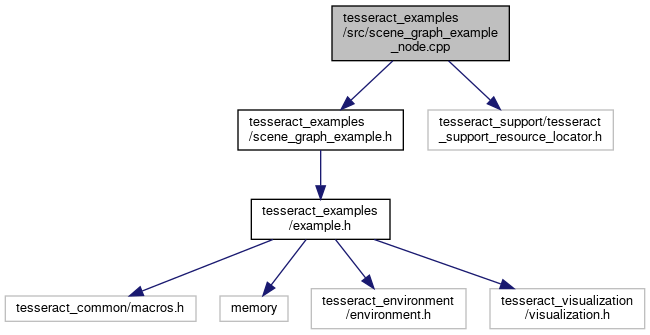 tesseract_examples
/src/scene_graph_example
_node.cpp
tesseract_examples
/scene_graph_example.h
tesseract_support/tesseract
_support_resource_locator.h
tesseract_examples
/example.h
tesseract_common/macros.h
memory
tesseract_environment
/environment.h
tesseract_visualization
/visualization.h